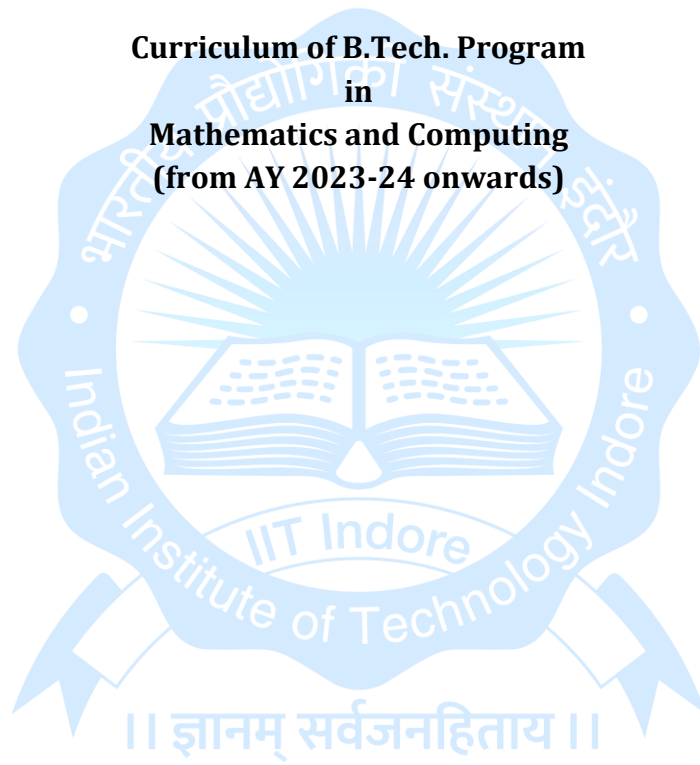 Curriculum of B.Tech. Program
in
Mathematics and Computing
(from AY 2023-24 onwards)
भारतीय प्रौद्योगिकी संस्थान इंदौर
Indian Institute of Technology Indore
IIT Indore
।। ज्ञानम् सर्वजनहिताय ।।